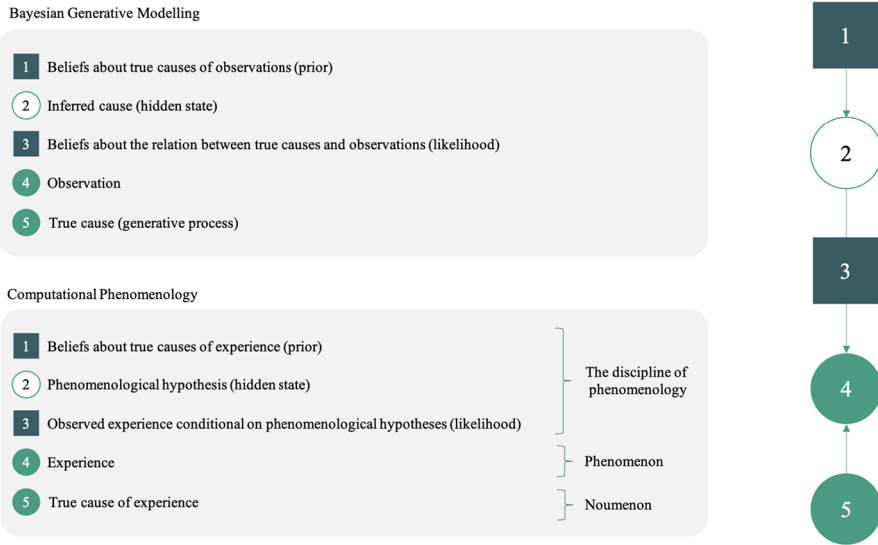 Bayesian Generative Modelling
1 Beliefs about true causes of observations (prior)
2 Inferred cause (hidden state)
3 Beliefs about the relation between true causes and observations (likelihood)
4 Observation
5 True cause (generative process)
Computational Phenomenology
1 Beliefs about true causes of experience (prior)
2 Phenomenological hypothesis (hidden state)
3 Observed experience conditional on phenomenological hypotheses (likelihood)
4 Experience
5 True cause of experience
The discipline of
phenomenology
Phenomenon
Noumenon
1
2
3
4
5